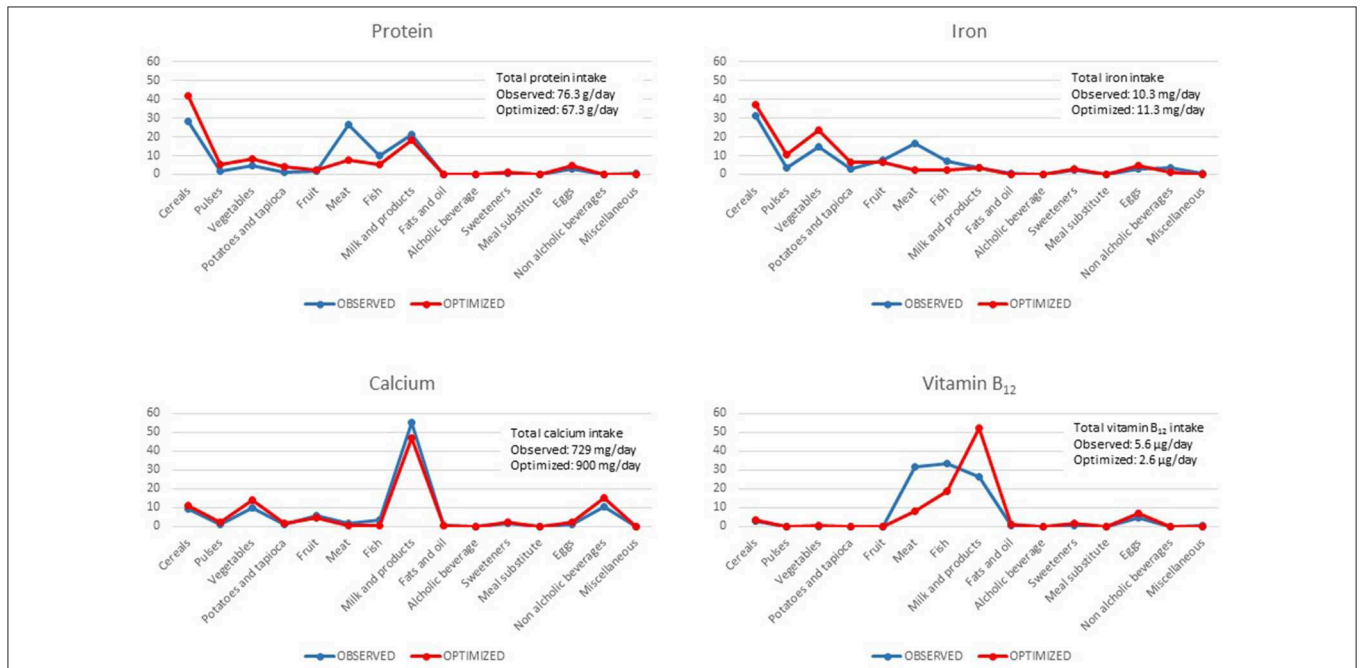 Protein
60
50
40
30
20
10
0
Total protein intake
Observed: 76.3 g/day
Optimized: 67.3 g/day
Cereals
Pulses
Vegetables
Potatoes and tapioca
Fruit
Meat
Fish
Milk and products
Fats and oil
Alcholic beverage
Sweeteners
Meal substitute
Eggs
Non alcholic beverages
Miscellaneous
OBSERVED OPTIMIZED
Iron
60
50
40
30
20
10
0
Total iron intake
Observed: 10.3 mg/day
Optimized: 11.3 mg/day
Cereals
Pulses
Vegetables
Potatoes and tapioca
Fruit
Meat
Fish
Milk and products
Fats and oil
Alcholic beverage
Sweeteners
Meal substitute
Eggs
Non alcholic beverages
Miscellaneous
OBSERVED OPTIMIZED
Calcium
60
50
40
30
20
10
0
Total calcium intake
Observed: 729 mg/day
Optimized: 900 mg/day
Cereals
Pulses
Vegetables
Potatoes and tapioca
Fruit
Meat
Fish
Milk and products
Fats and oil
Alcholic beverage
Sweeteners
Meal substitute
Eggs
Non alcholic beverages
Miscellaneous
OBSERVED OPTIMIZED
Vitamin B₁₂
60
50
40
30
20
10
0
Total vitamin B₁₂ intake
Observed: 5.6 µg/day
Optimized: 2.6 µg/day
Cereals
Pulses
Vegetables
Potatoes and tapioca
Fruit
Meat
Fish
Milk and products
Fats and oil
Alcholic beverage
Sweeteners
Meal substitute
Eggs
Non alcholic beverages
Miscellaneous
OBSERVED OPTIMIZED